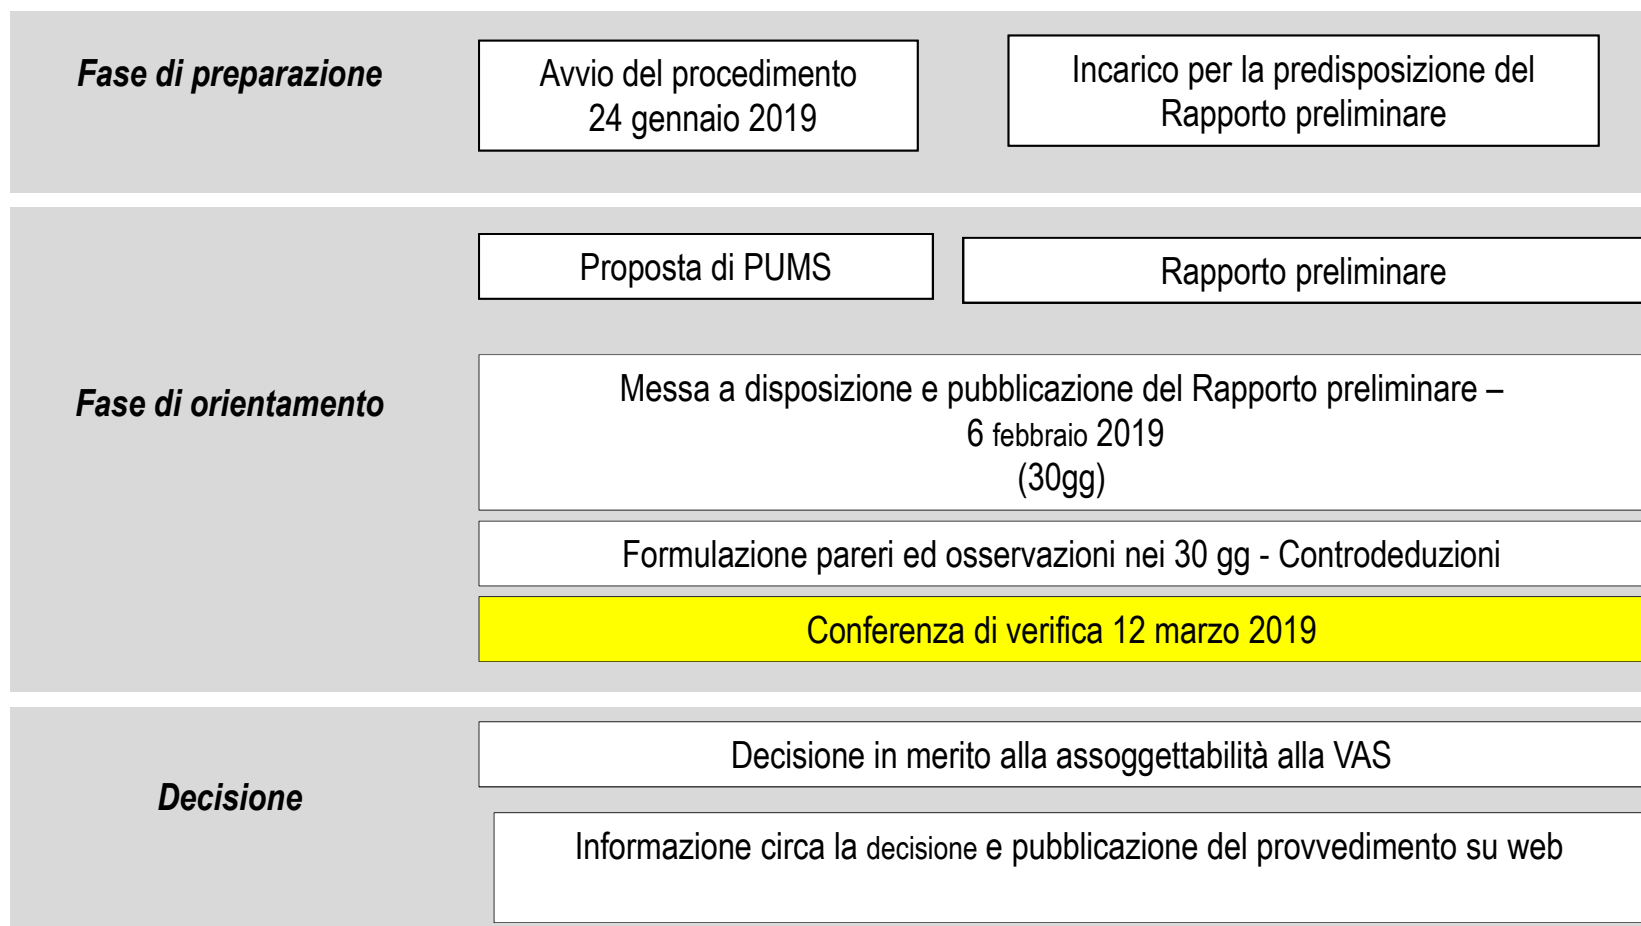 Fase di preparazione
Avvio del procedimento
24 gennaio 2019
Incarico per la predisposizione del
Rapporto preliminare
Proposta di PUMS
Rapporto preliminare
Fase di orientamento
Messa a disposizione e pubblicazione del Rapporto preliminare –
6 febbraio 2019
(30gg)
Formulazione pareri ed osservazioni nei 30 gg - Controdeduzioni
Conferenza di verifica 12 marzo 2019
Decisione
Decisione in merito alla assoggettabilità alla VAS
Informazione circa la decisione e pubblicazione del provvedimento su web